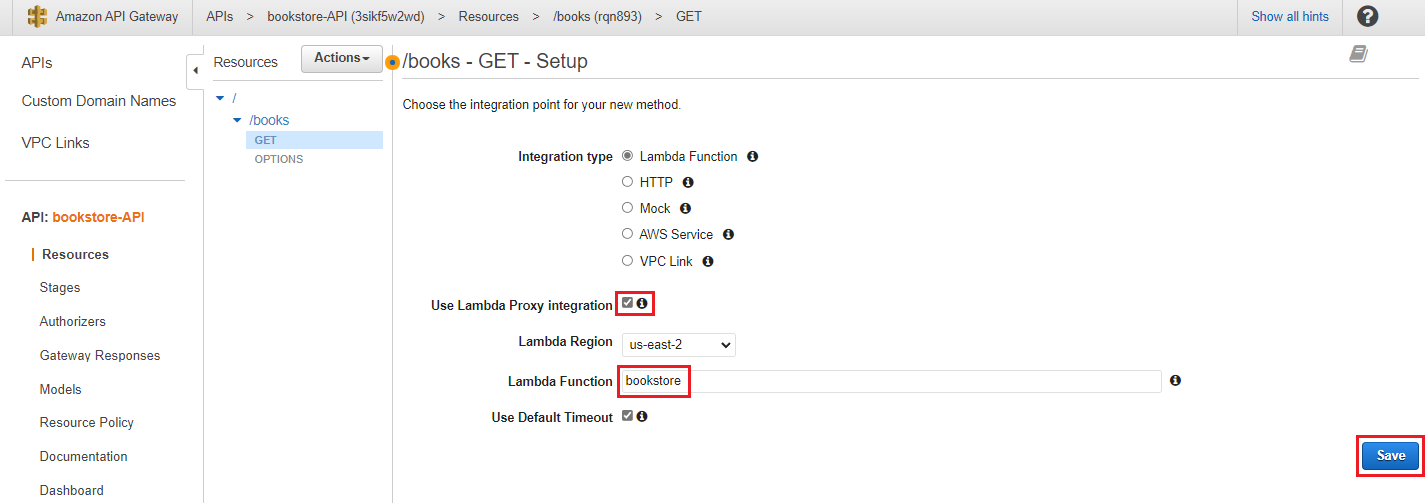 Amazon API Gateway
APIs > bookstore-API (3sikf5w2wd) > Resources > /books (rqn893) > GET
Show all hints
?
APIs
Custom Domain Names
VPC Links
API: bookstore-API
Resources
Stages
Authorizers
Gateway Responses
Models
Resource Policy
Documentation
Dashboard
Resources
Actions
/
/books
GET
OPTIONS
/books - GET - Setup
Choose the integration point for your new method.
Integration type
Lambda Function
HTTP
Mock
AWS Service
VPC Link
Use Lambda Proxy integration
Lambda Region us-east-2
Lambda Function bookstore
Use Default Timeout
Save